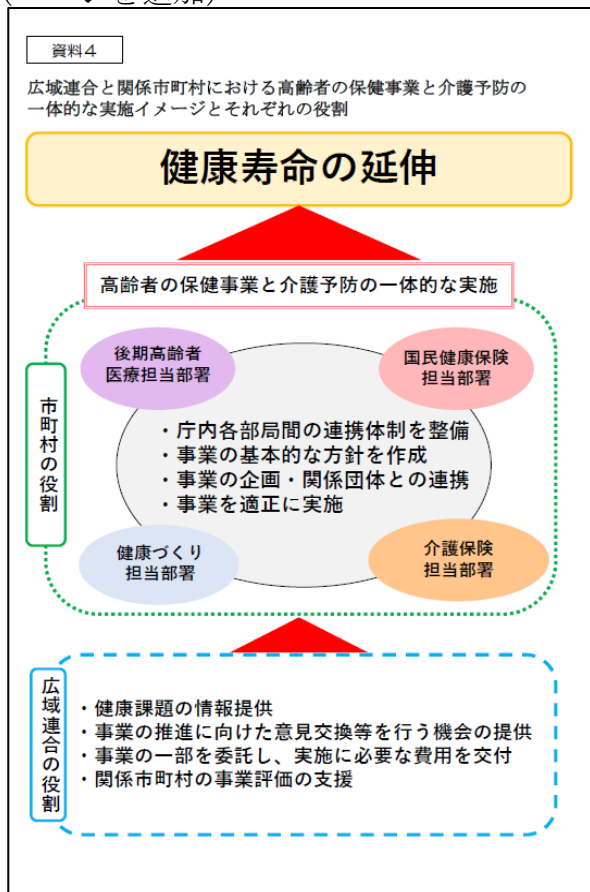 資料4
広域連合と関係市町村における高齢者の保健事業と介護予防の
一体的な実施イメージとそれぞれの役割
健康寿命の延伸
高齢者の保健事業と介護予防の一体的な実施
後期高齢者
医療担当部署
国民健康保険
担当部署
市町村の役割
・庁内各部局間の連携体制を整備
・事業の基本的な方針を作成
・事業の企画・関係団体との連携
・事業を適正に実施
健康づくり
担当部署
介護保険
担当部署
広域連合の役割
・健康課題の情報提供
・事業の推進に向けた意見交換等を行う機会の提供
・事業の一部を委託し、実施に必要な費用を交付
・関係市町村の事業評価の支援